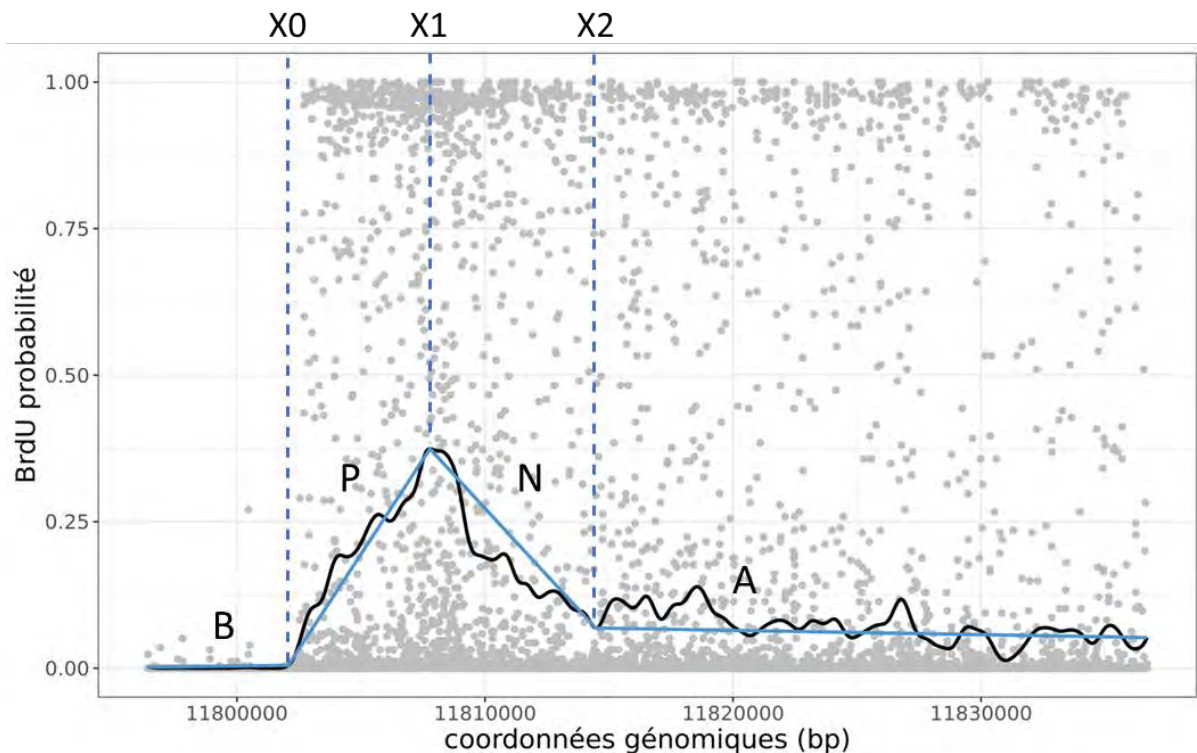 X0 X1 X2
1.00
0.75
0.50
0.25
0.00
BrdU probabilité
P N
B A
11800000 11810000 11820000 11830000
coordonnées génomiques (bp)